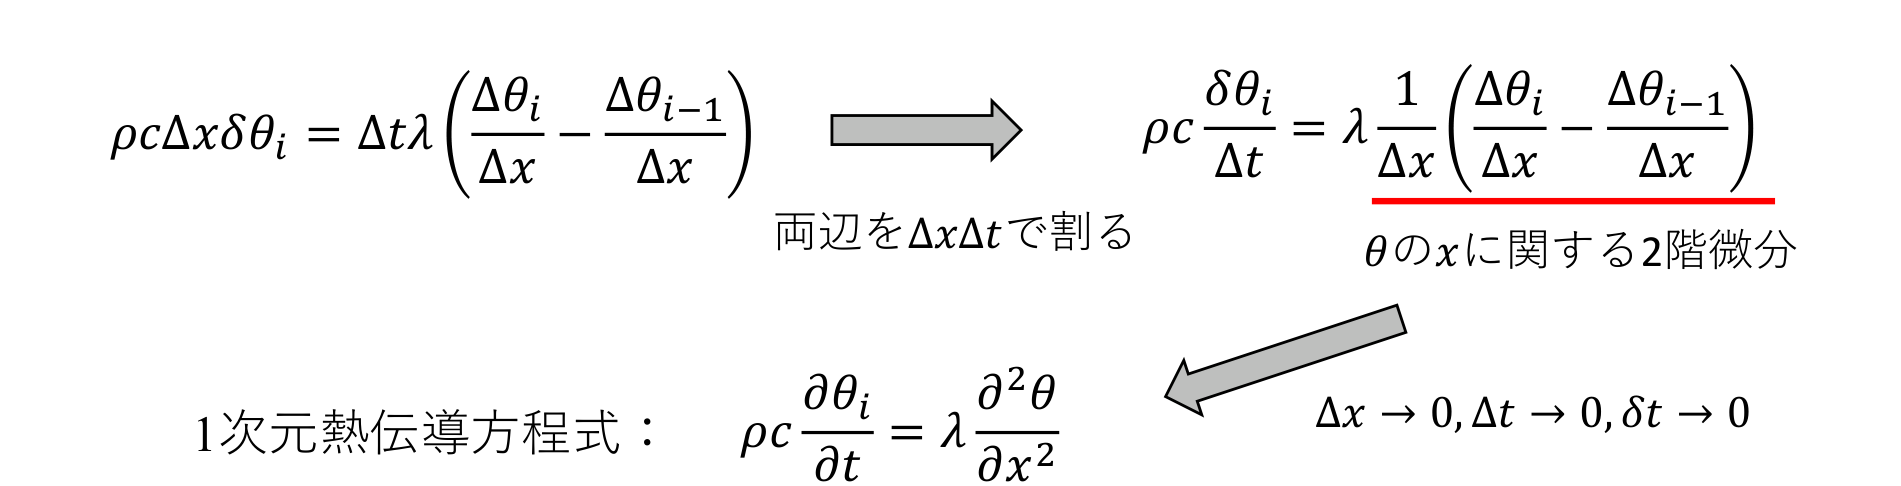 ρcΔxδθ_i = Δtλ(Δθ_i/Δx − Δθ_{i−1}/Δx)
両辺をΔxΔtで割る
ρc δθ_i/Δt = λ 1/Δx (Δθ_i/Δx − Δθ_{i−1}/Δx)
θのxに関する2階微分
Δx → 0, Δt → 0, δt → 0
1次元熱伝導方程式： ρc ∂θ_i/∂t = λ ∂²θ/∂x²